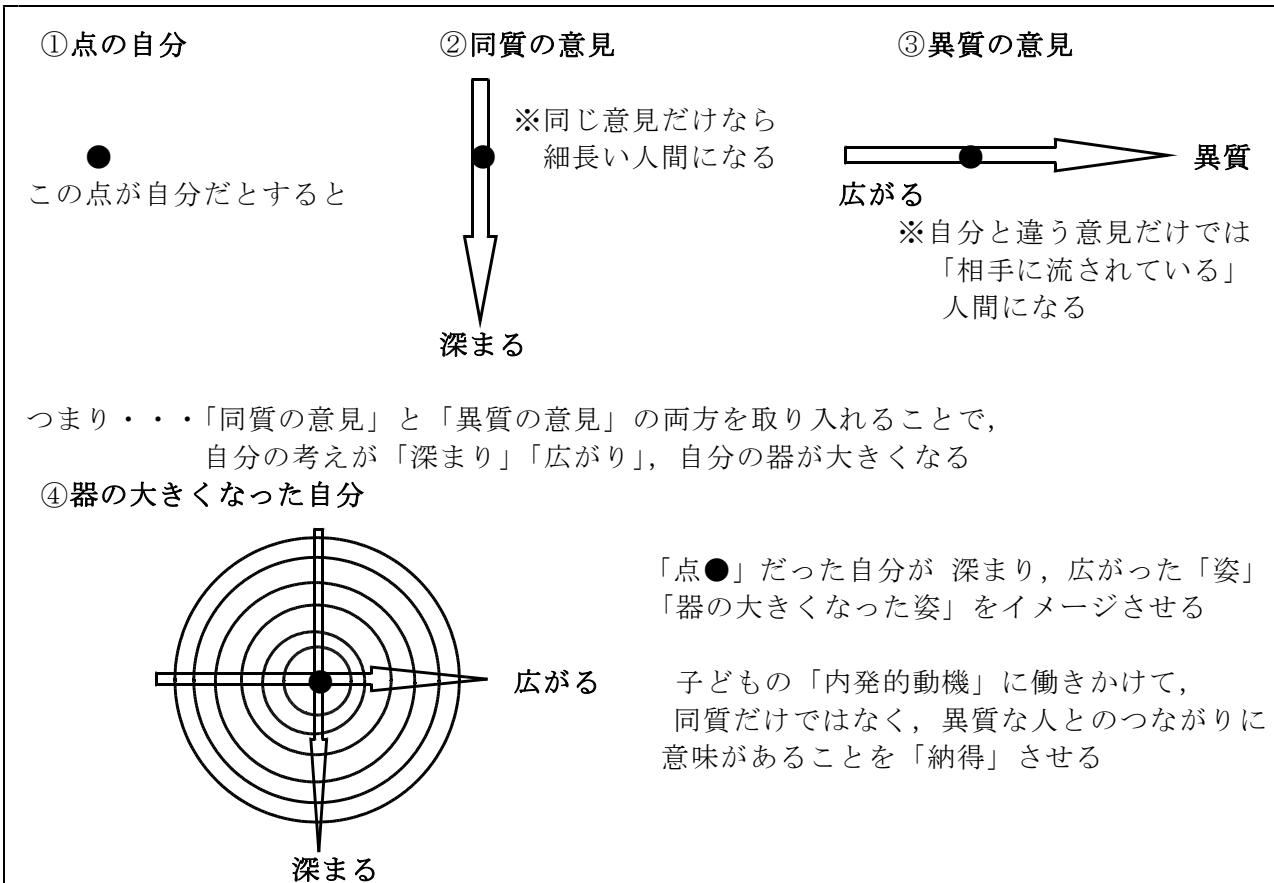 ①点の自分
②同質の意見
③異質の意見
※同じ意見だけなら
細長い人間になる
異質
この点が自分だとすると
広がる
※自分と違う意見だけでは
「相手に流されている」
人間になる
深まる
つまり・・・「同質の意見」と「異質の意見」の両方を取り入れることで，
自分の考えが「深まり」「広がり」，自分の器が大きくなる
④器の大きくなった自分
「点●」だった自分が 深まり，広がった「姿」
「器の大きくなった姿」をイメージさせる
広がる
子どもの「内発的動機」に働きかけて，
同質だけではなく，異質な人とのつながりに
意味があることを「納得」させる
深まる